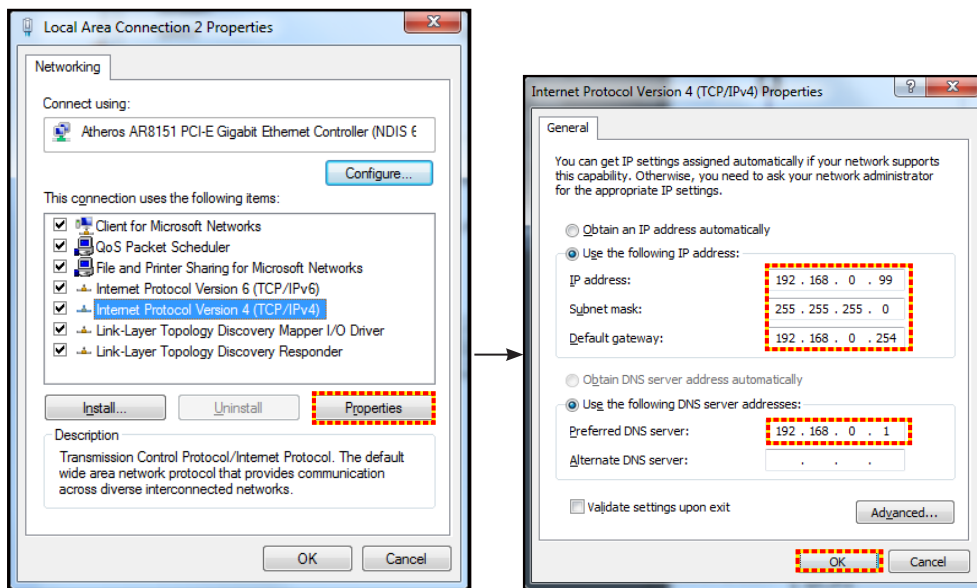 Local Area Connection 2 Properties
Networking
Connect using:
Atheros AR8151 PCI-E Gigabit Ethernet Controller (NDIS 6
Configure...
This connection uses the following items:
Client for Microsoft Networks
QoS Packet Scheduler
File and Printer Sharing for Microsoft Networks
Internet Protocol Version 6 (TCP/IPv6)
Internet Protocol Version 4 (TCP/IPv4)
Link-Layer Topology Discovery Mapper I/O Driver
Link-Layer Topology Discovery Responder
Install...
Uninstall
Properties
Description
Transmission Control Protocol/Internet Protocol. The default
wide area network protocol that provides communication
across diverse interconnected networks.
OK
Cancel
Internet Protocol Version 4 (TCP/IPv4) Properties
General
You can get IP settings assigned automatically if your network supports
this capability. Otherwise, you need to ask your network administrator
for the appropriate IP settings.
Obtain an IP address automatically
Use the following IP address:
IP address: 192 . 168 . 0 . 99
Subnet mask: 255 . 255 . 255 . 0
Default gateway: 192 . 168 . 0 . 254
Obtain DNS server address automatically
Use the following DNS server addresses:
Preferred DNS server: 192 . 168 . 0 . 1
Alternate DNS server: . . .
Validate settings upon exit
Advanced...
OK
Cancel